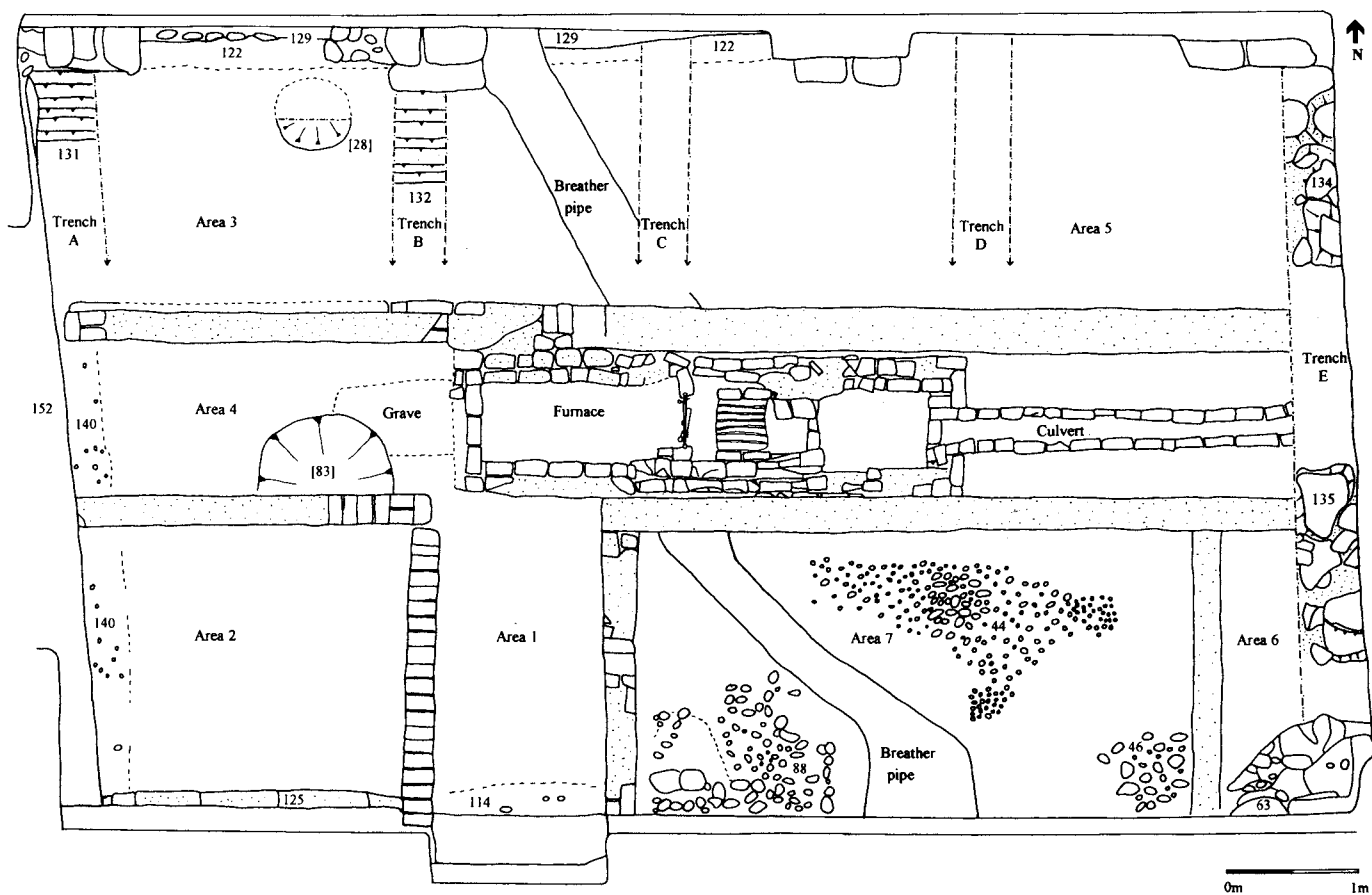 129
122
129
122
N
[28]
131
132
134
Breather
pipe
Trench
A
Area 3
Trench
B
Trench
C
Trench
D
Area 5
Trench
E
152
140
Area 4
Grave
Furnace
Culvert
[83]
135
140
Area 2
Area 1
Area 7
44
Area 6
46
88
Breather
pipe
125
114
63
0m
1m